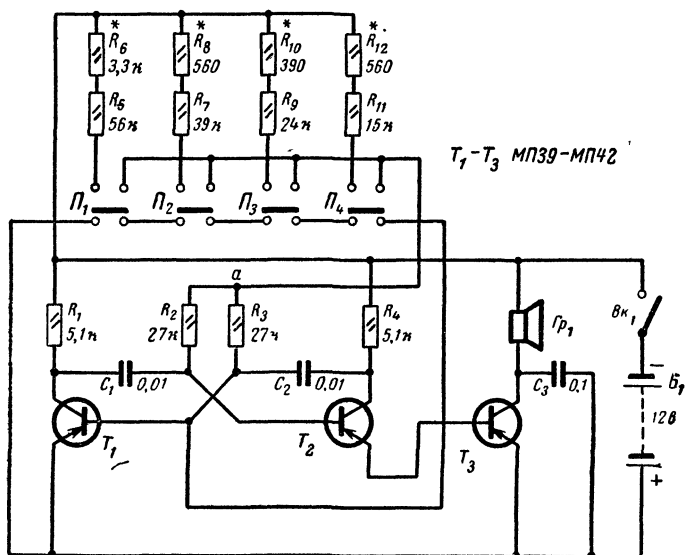 * * * *
R6 R8 R10 R12
3,3к 560 390 560
R5 R7 R9 R11
56к 39к 24к 15к
T1-T3 МП39-МП42
П1 П2 П3 П4
a
R1 R2 R3 R4
5,1к 27к 27ч 5,1к
Гр1
Вк1
C1 0,01 C2 0,01 C3 0,1
− Б1
12в
+
T1 T2 T3